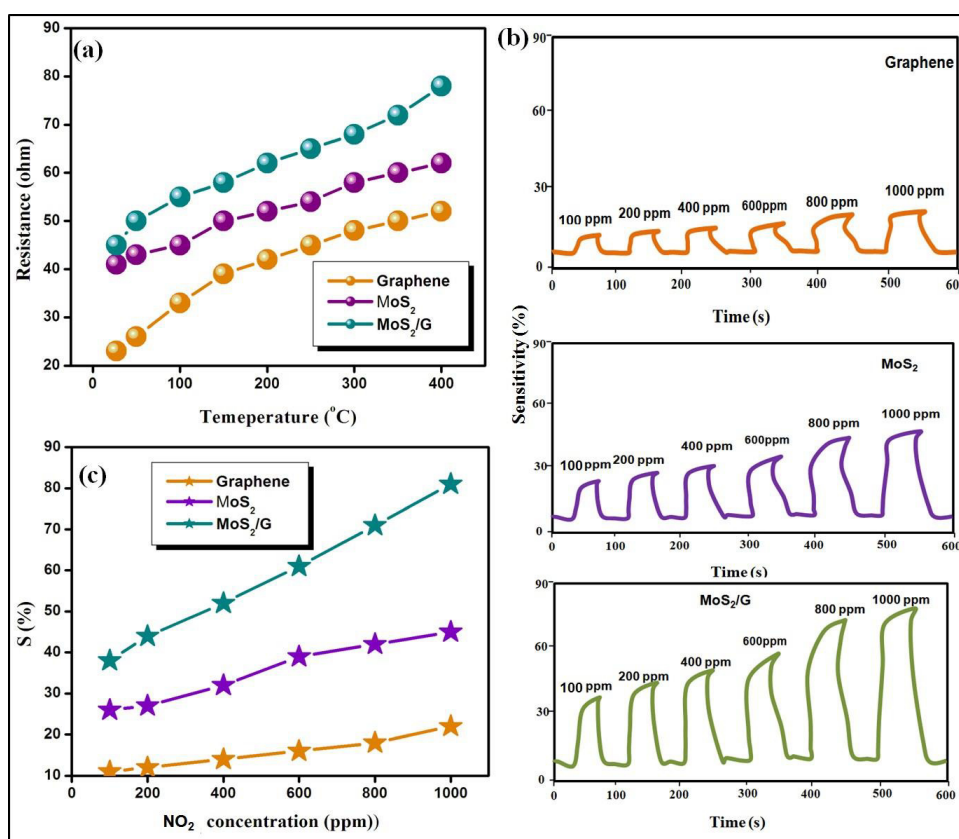 (a)
90
80
70
60
50
40
30
20
Resistance (ohm)
0
100
200
300
400
Temeperature (°C)
Graphene
MoS₂
MoS₂/G
(b)
Sensitivity (%)
Graphene
90
60
30
0
100 ppm
200 ppm
400 ppm
600ppm
800 ppm
1000 ppm
0
100
200
300
400
500
600
Time (s)
MoS₂
90
60
30
0
100 ppm
200 ppm
400 ppm
600ppm
800 ppm
1000 ppm
0
100
200
300
400
500
600
Time (s)
MoS₂/G
90
60
30
0
100 ppm
200 ppm
400 ppm
600ppm
800 ppm
1000 ppm
0
100
200
300
400
500
600
Time (s)
(c)
90
80
70
60
50
40
30
20
10
S (%)
200
400
600
800
1000
NO₂ concentration (ppm))
Graphene
MoS₂
MoS₂/G